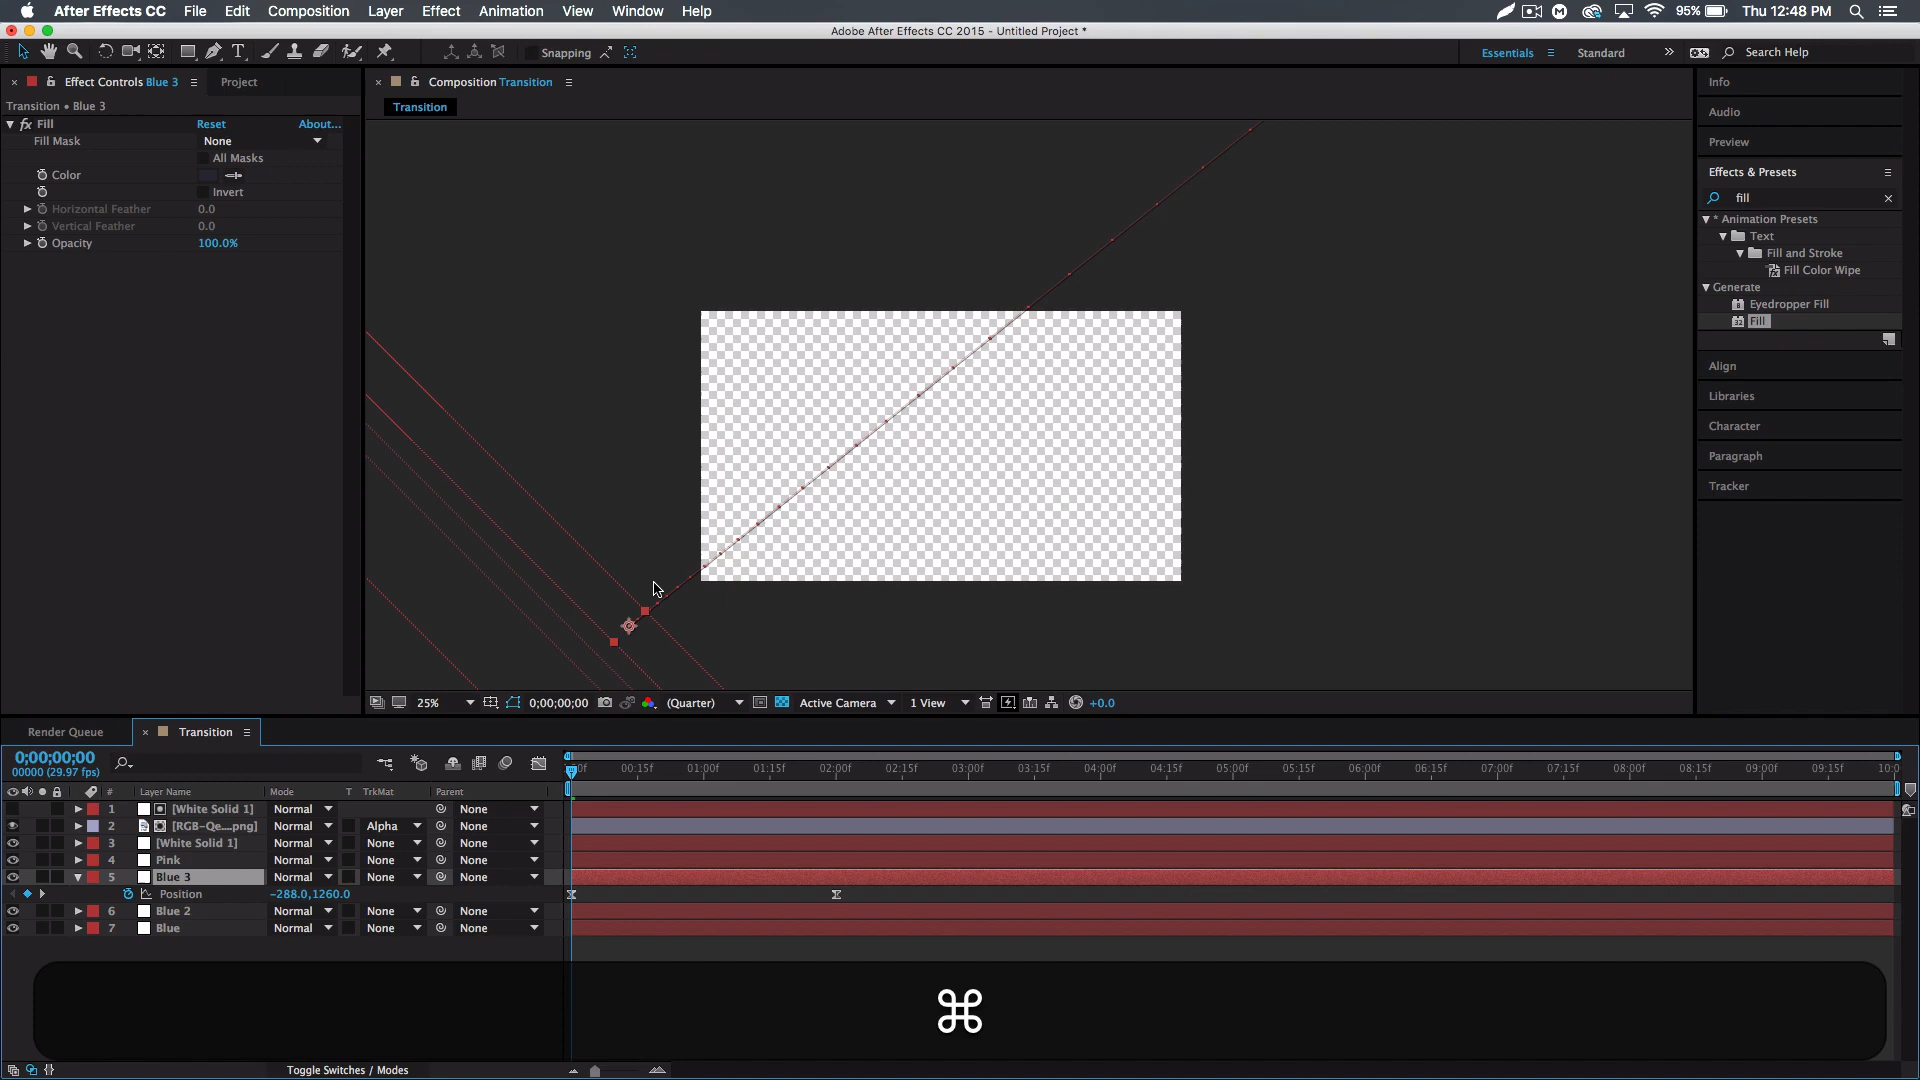 After Effects CC File Edit Composition Layer Effect Animation View Window Help 95% Thu 12:48 PM
Adobe After Effects CC 2015 - Untitled Project *
Snapping Essentials Standard Search Help
Effect Controls Blue 3 Project
Transition • Blue 3
Fill Reset About...
Fill Mask None
All Masks
Color
Invert
Horizontal Feather 0.0
Vertical Feather 0.0
Opacity 100.0%
Composition Transition
Transition
25% 0;00;00;00 (Quarter) Active Camera 1 View +0.0
Info
Audio
Preview
Effects & Presets
fill
* Animation Presets
Text
Fill and Stroke
Fill Color Wipe
Generate
Eyedropper Fill
Fill
Align
Libraries
Character
Paragraph
Tracker
Render Queue Transition
0;00;00;00
00000 (29.97 fps)
00:15f 01:00f 01:15f 02:00f 02:15f 03:00f 03:15f 04:00f 04:15f 05:00f 05:15f 06:00f 06:15f 07:00f 07:15f 08:00f 08:15f 09:00f 09:15f 10:0
# Layer Name Mode T TrkMat Parent
1 [White Solid 1] Normal None
2 [RGB-Qe....png] Normal Alpha None
3 [White Solid 1] Normal None None
4 Pink Normal None None
5 Blue 3 Normal None None
Position -288.0,1260.0
6 Blue 2 Normal None None
7 Blue Normal None None
⌘
Toggle Switches / Modes